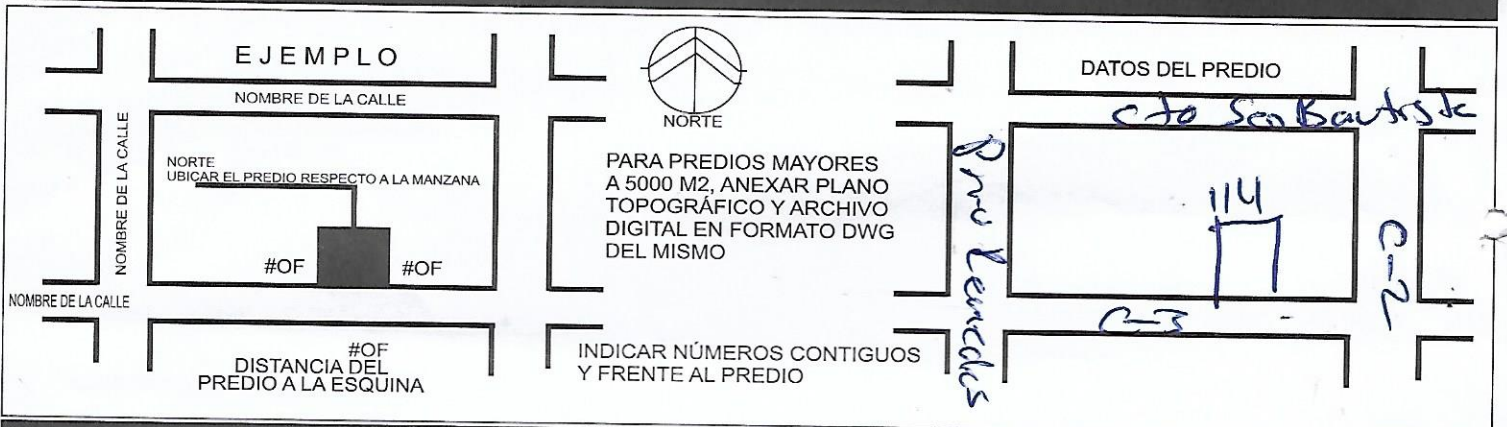 EJEMPLO
NOMBRE DE LA CALLE
NOMBRE DE LA CALLE
NORTE
UBICAR EL PREDIO RESPECTO A LA MANZANA
#OF
#OF
NOMBRE DE LA CALLE
#OF
DISTANCIA DEL
PREDIO A LA ESQUINA
NORTE
PARA PREDIOS MAYORES
A 5000 M2, ANEXAR PLANO
TOPOGRÁFICO Y ARCHIVO
DIGITAL EN FORMATO DWG
DEL MISMO
INDICAR NÚMEROS CONTIGUOS
Y FRENTE AL PREDIO
DATOS DEL PREDIO
cto San Bautista
114
C-2
C-3